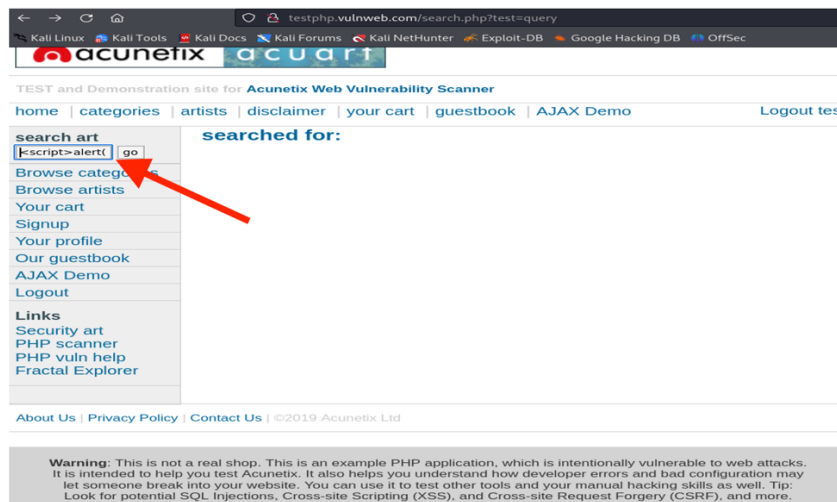 testphp.vulnweb.com/search.php?test=query
Kali Linux Kali Tools Kali Docs Kali Forums Kali NetHunter Exploit-DB Google Hacking DB OffSec
acunetix acuart
TEST and Demonstration site for Acunetix Web Vulnerability Scanner
home | categories | artists | disclaimer | your cart | guestbook | AJAX Demo Logout tes
search art
<script>alert( go
searched for:
Browse categories
Browse artists
Your cart
Signup
Your profile
Our guestbook
AJAX Demo
Logout
Links
Security art
PHP scanner
PHP vuln help
Fractal Explorer
About Us | Privacy Policy | Contact Us | ©2019 Acunetix Ltd
Warning: This is not a real shop. This is an example PHP application, which is intentionally vulnerable to web attacks.
It is intended to help you test Acunetix. It also helps you understand how developer errors and bad configuration may
let someone break into your website. You can use it to test other tools and your manual hacking skills as well. Tip:
Look for potential SQL Injections, Cross-site Scripting (XSS), and Cross-site Request Forgery (CSRF), and more.